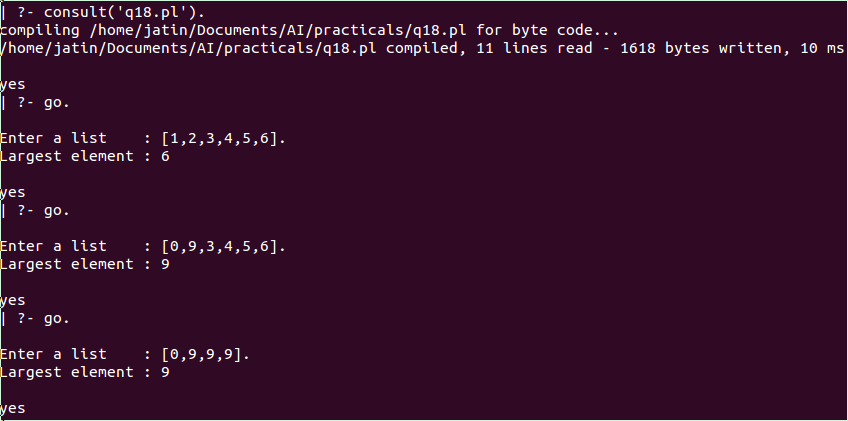 | ?- consult('q18.pl').
compiling /home/jatin/Documents/AI/practicals/q18.pl for byte code...
/home/jatin/Documents/AI/practicals/q18.pl compiled, 11 lines read - 1618 bytes written, 10 ms
yes
| ?- go.
Enter a list    : [1,2,3,4,5,6].
Largest element : 6
yes
| ?- go.
Enter a list    : [0,9,3,4,5,6].
Largest element : 9
yes
| ?- go.
Enter a list    : [0,9,9,9].
Largest element : 9
yes